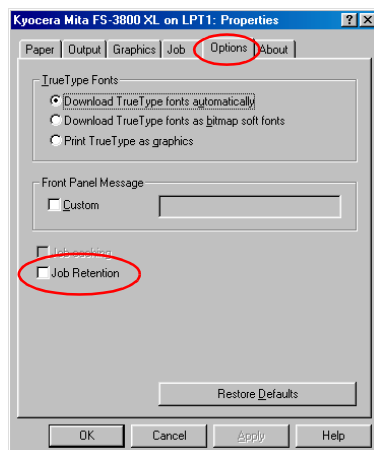 Kyocera Mita FS-3800 XL on LPT1: Properties
Paper Output Graphics Job Options About
TrueType Fonts
Download TrueType fonts automatically
Download TrueType fonts as bitmap soft fonts
Print TrueType as graphics
Front Panel Message
Custom
Job caching
Job Retention
Restore Defaults
OK Cancel Apply Help